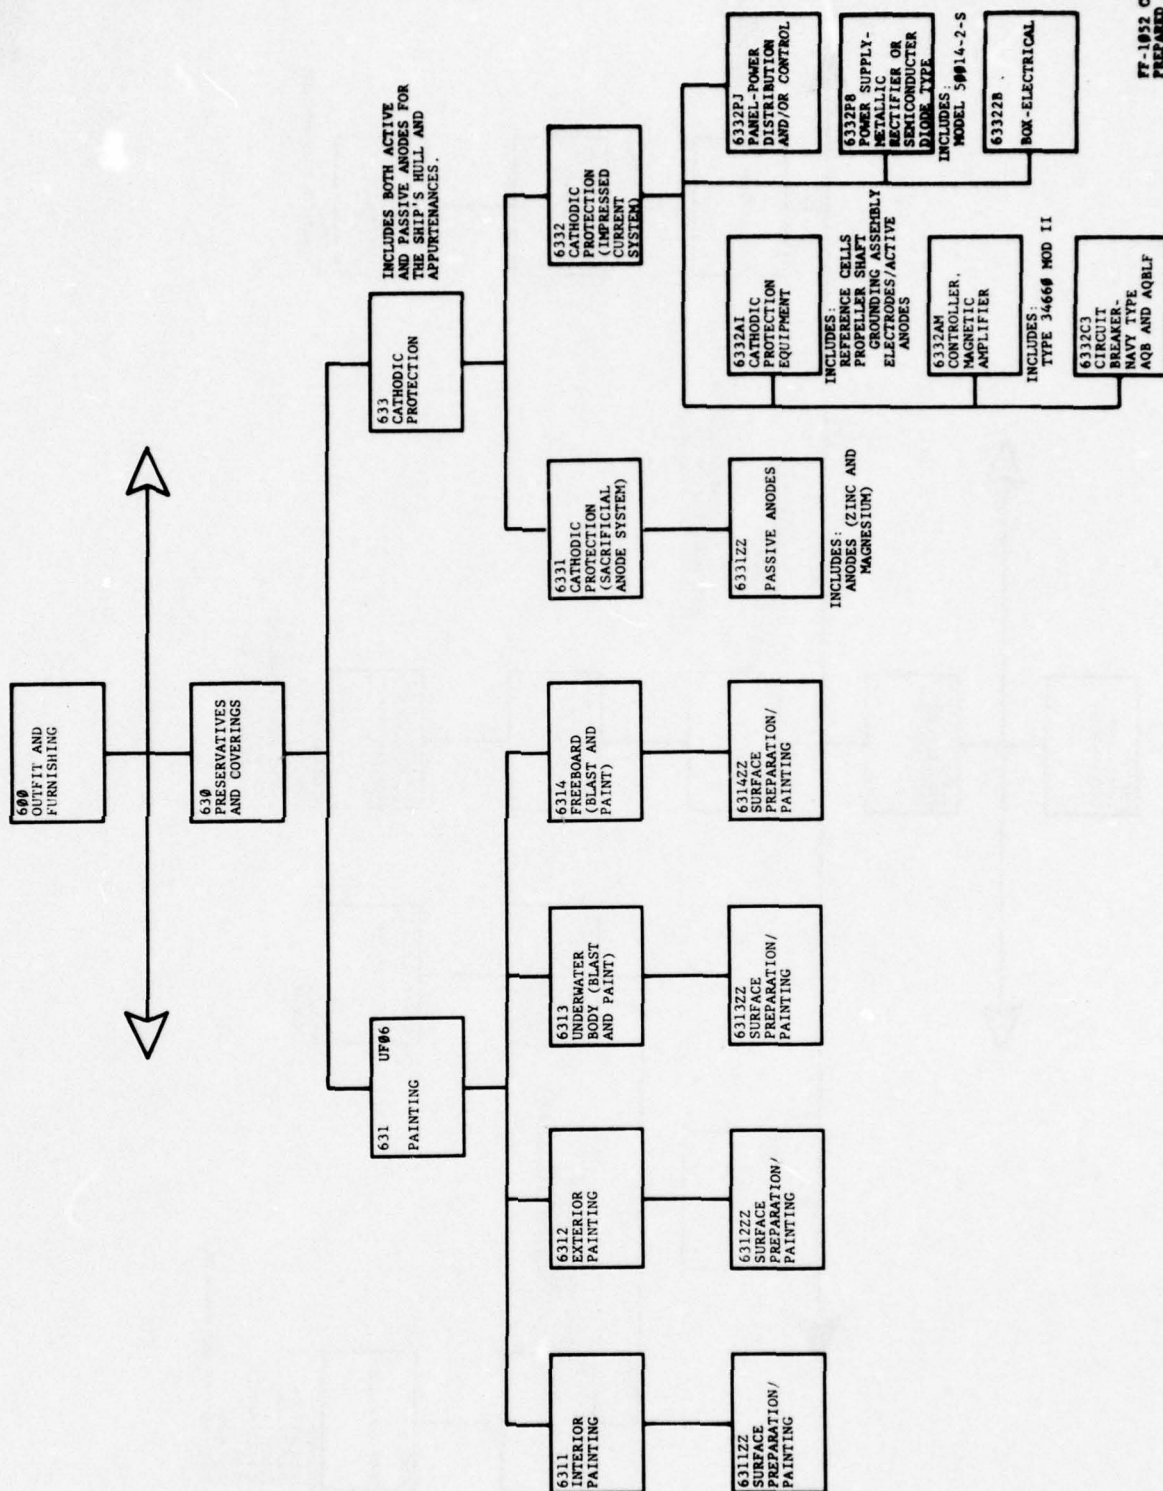 600
OUTFIT AND
FURNISHING
630
PRESERVATIVES
AND COVERINGS
631 UF06
PAINTING
633
CATHODIC
PROTECTION
INCLUDES BOTH ACTIVE
AND PASSIVE ANODES FOR
THE SHIP'S HULL AND
APPURTENANCES.
6311
INTERIOR
PAINTING
6312
EXTERIOR
PAINTING
6313
UNDERWATER
BODY (BLAST
AND PAINT)
6314
FREEBOARD
(BLAST AND
PAINT)
6331
CATHODIC
PROTECTION
(SACRIFICIAL
ANODE SYSTEM)
6332
CATHODIC
PROTECTION
(IMPRESSED
CURRENT
SYSTEM)
6311ZZ
SURFACE
PREPARATION/
PAINTING
6312ZZ
SURFACE
PREPARATION/
PAINTING
6313ZZ
SURFACE
PREPARATION/
PAINTING
6314ZZ
SURFACE
PREPARATION/
PAINTING
6331ZZ
PASSIVE ANODES
INCLUDES:
ANODES (ZINC AND
MAGNESIUM)
6332AI
CATHODIC
PROTECTION
EQUIPMENT
INCLUDES:
REFERENCE CELLS
PROPELLER SHAFT
GROUNDING ASSEMBLY
ELECTRODES/ACTIVE
ANODES
6332AM
CONTROLLER,
MAGNETIC
AMPLIFIER
INCLUDES:
TYPE 34660 MOD II
6332C3
CIRCUIT
BREAKER-
NAVY TYPE
AQB AND AQBLF
6332PJ
PANEL-POWER
DISTRIBUTION
AND/OR CONTROL
6332P8
POWER SUPPLY-
METALLIC
RECTIFIER OR
SEMICONDUCTER
DIODE TYPE
INCLUDES:
MODEL 50014-2-S
63322B
BOX-ELECTRICAL
FF-1052 C
PREPARED